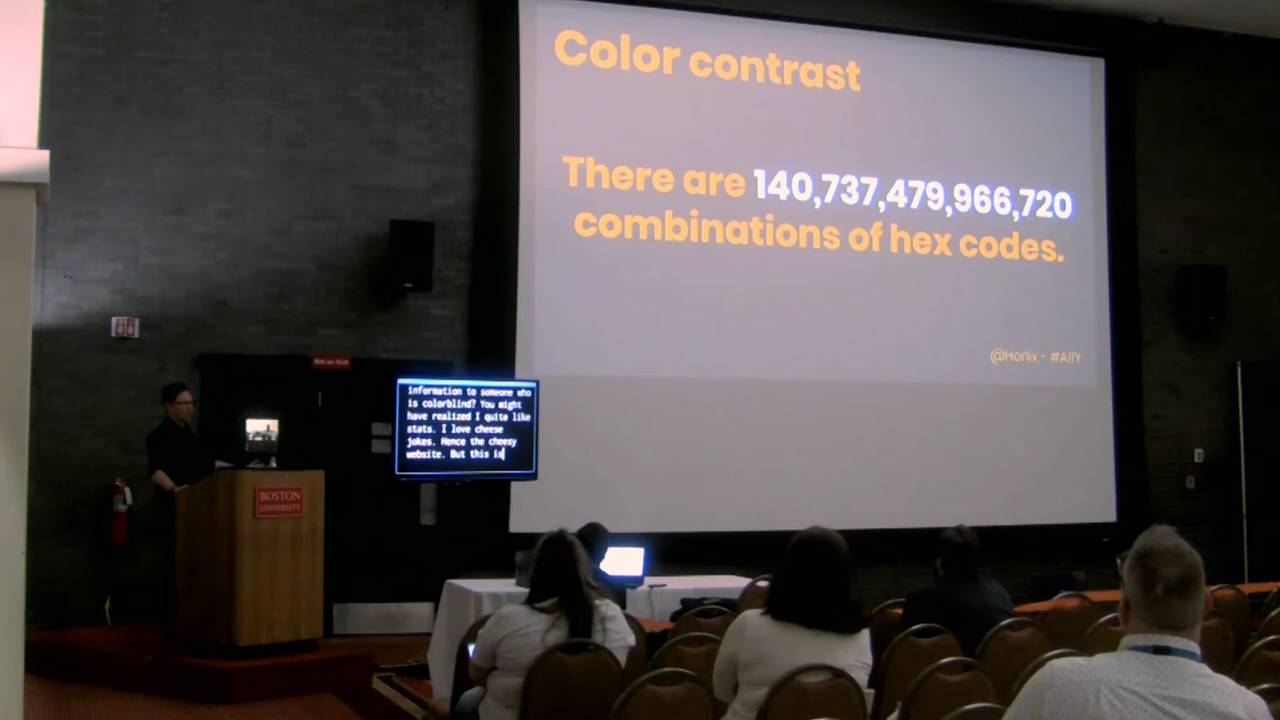 Color contrast
There are 140,737,479,966,720
combinations of hex codes.
@Horlix - #A11Y
information to someone who
is colorblind? You might
have realized I quite like
stats. I love cheese
jokes. Hence the cheesy
website. But this is
BOSTON
UNIVERSITY